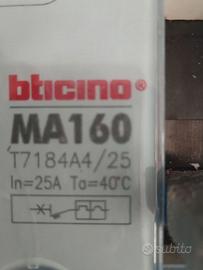 bticino®
MA160
T7184A4/25
In=25A Ta=40°C
subito